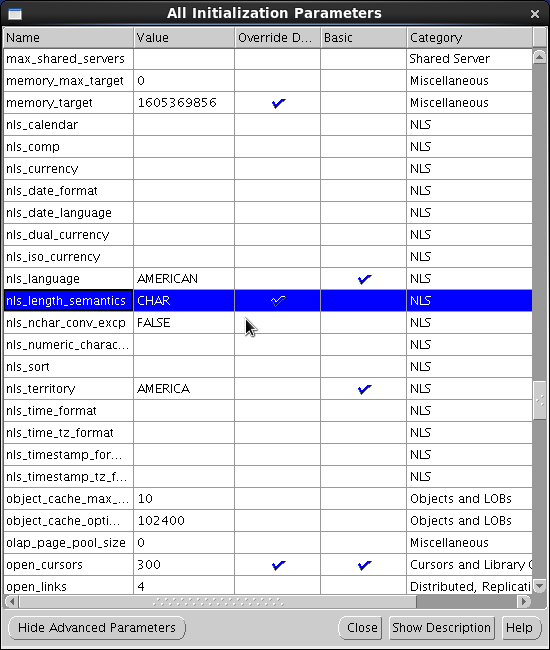 All Initialization Parameters
Name Value Override D... Basic Category
max_shared_servers Shared Server
memory_max_target 0 Miscellaneous
memory_target 1605369856 Miscellaneous
nls_calendar NLS
nls_comp NLS
nls_currency NLS
nls_date_format NLS
nls_date_language NLS
nls_dual_currency NLS
nls_iso_currency NLS
nls_language AMERICAN NLS
nls_length_semantics CHAR NLS
nls_nchar_conv_excp FALSE NLS
nls_numeric_charac... NLS
nls_sort NLS
nls_territory AMERICA NLS
nls_time_format NLS
nls_time_tz_format NLS
nls_timestamp_for... NLS
nls_timestamp_tz_f... NLS
object_cache_max_... 10 Objects and LOBs
object_cache_opti... 102400 Objects and LOBs
olap_page_pool_size 0 Miscellaneous
open_cursors 300 Cursors and Library C
open_links 4 Distributed, Replicati
Hide Advanced Parameters Close Show Description Help